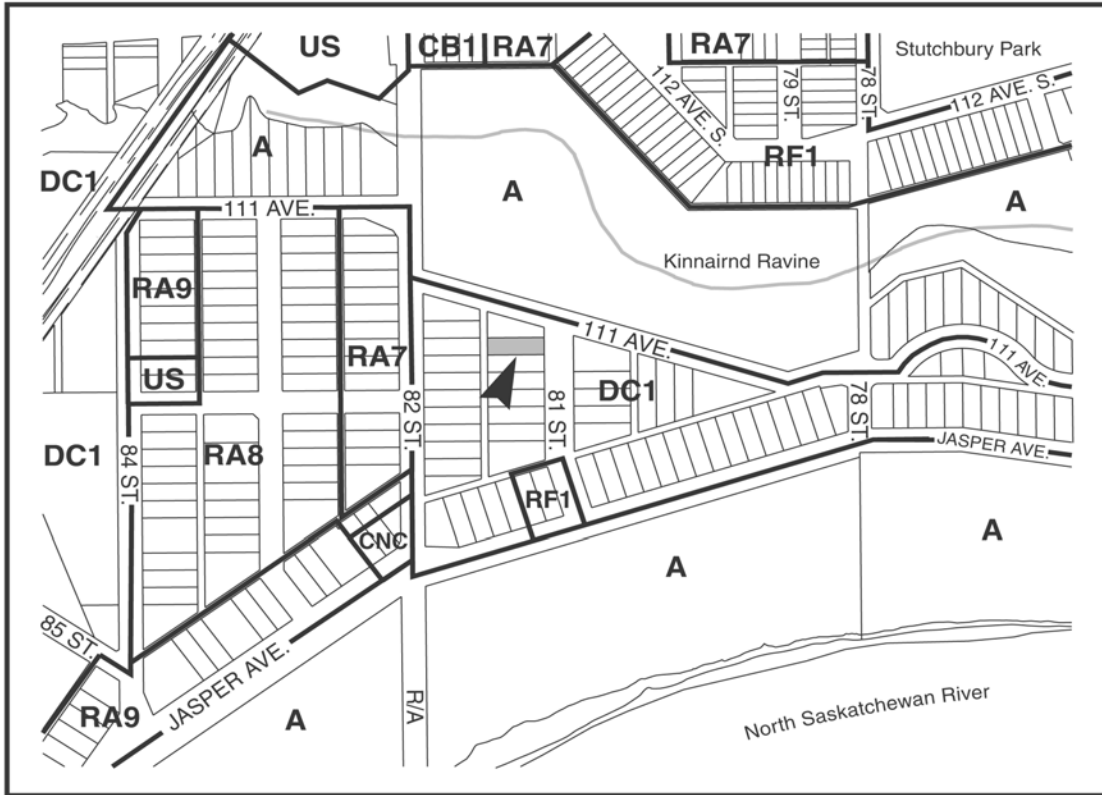 US
CB1
RA7
RA7
Stutchbury Park
112 AVE. S.
79 ST.
78 ST.
112 AVE. S.
A
RF1
DC1
A
A
111 AVE.
Kinnairnd Ravine
RA9
RA7
111 AVE.
111 AVE.
US
DC1
82 ST.
81 ST.
78 ST.
DC1
RA8
84 ST.
JASPER AVE.
RF1
CNC
A
A
85 ST.
JASPER AVE.
RA9
A
R/A
North Saskatchewan River